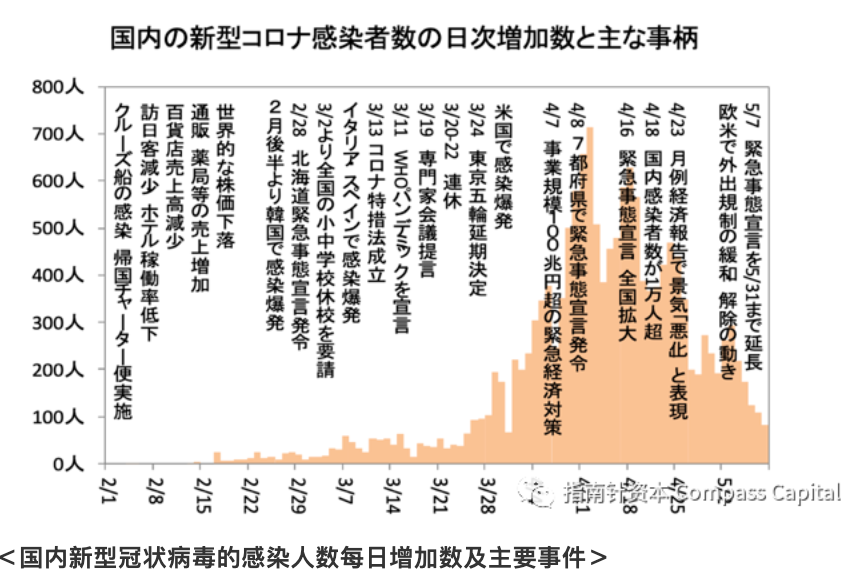 国内の新型コロナ感染者数の日次増加数と主な事柄
800人
700人
600人
500人
400人
300人
200人
100人
0人
クルーズ船の感染 帰国チャーター便実施
訪日客減少 ホテル稼働率低下
百貨店売上高減少
通販 薬局等の売上増加
世界的な株価下落
2月後半より韓国で感染爆発
2/28 北海道緊急事態宣言発令
3/2より全国の小中学校休校を要請
イタリア スペインで感染爆発
3/13 コロナ特措法成立
3/11 WHOパンデミックを宣言
3/19 専門家会議提言
3/20-22 連休
3/24 東京五輪延期決定
米国で感染爆発
4/7 事業規模100兆円超の緊急経済対策
4/8 7都府県で緊急事態宣言発令
4/16 緊急事態宣言 全国拡大
4/18 国内感染者数が1万人超
4/23 月例経済報告で景気「悪化」と表現
欧米で外出規制の緩和 解除の動き
5/7 緊急事態宣言を5/31まで延長
2/1
2/8
2/15
2/22
2/29
3/7
3/14
3/21
3/28
4/11
4/18
4/25
5/2
指南针资本 Compass Capital
＜国内新型冠状病毒的感染人数每日增加数及主要事件＞